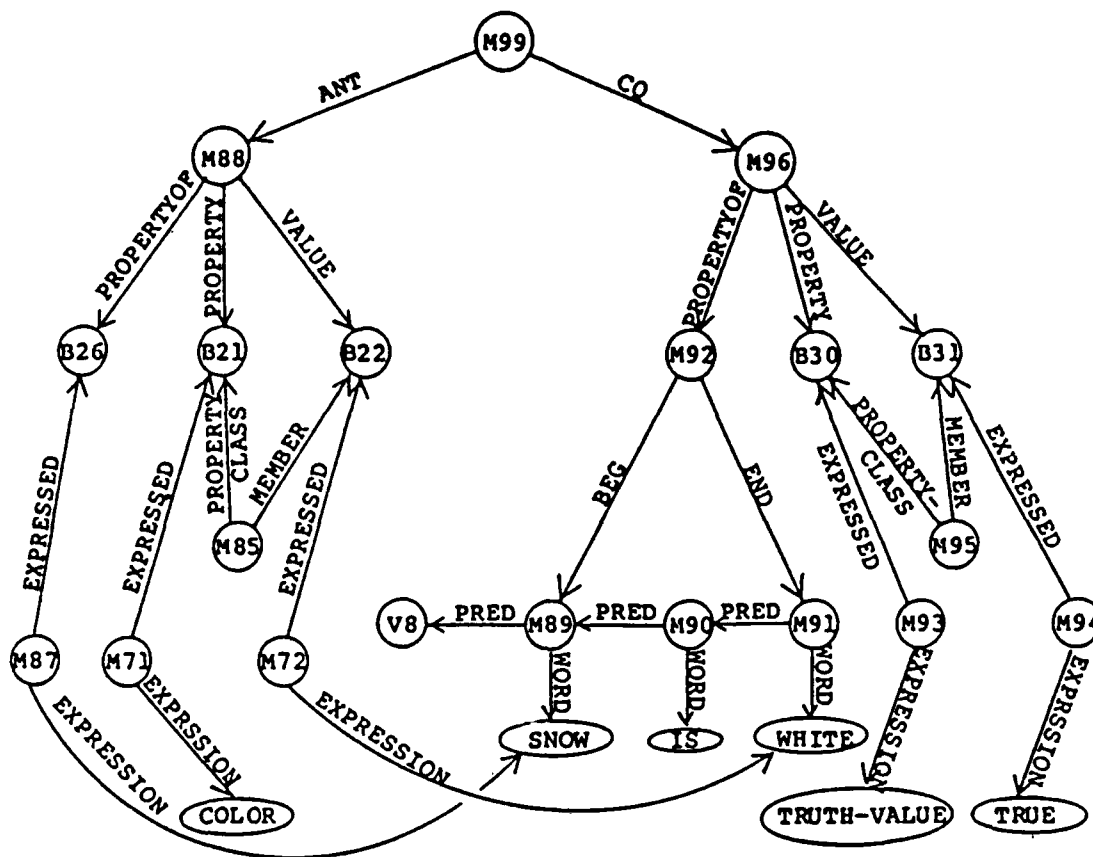 M99
ANT
CQ
M88
M96
PROPERTYOF
PROPERTY
VALUE
PROPERTYOF
PROPERTY
VALUE
B26
B21
B22
M92
B30
B31
EXPRESSED
EXPRESSED
PROPERTY-
CLASS
MEMBER
EXPRESSED
BEG
END
EXPRESSED
PROPERTY-
CLASS
MEMBER
EXPRESSED
M85
M95
V8
PRED
M89
PRED
M90
PRED
M91
M93
M94
M87
M71
M72
WORD
WORD
WORD
EXPRESSION
EXPRSSION
EXPRESSION
EXPRESSION
EXPRSSION
SNOW
IS
WHITE
COLOR
TRUTH-VALUE
TRUE